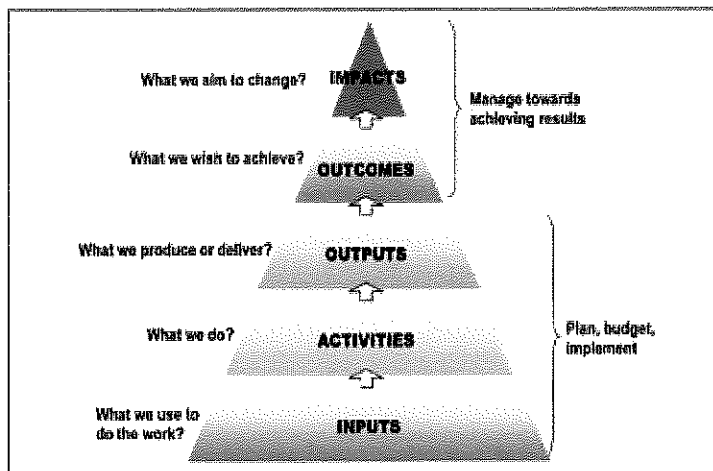 What we aim to change?
IMPACTS
Manage towards
achieving results
What we wish to achieve?
OUTCOMES
What we produce or deliver?
OUTPUTS
What we do?
ACTIVITIES
Plan, budget,
implement
What we use to
do the work?
INPUTS